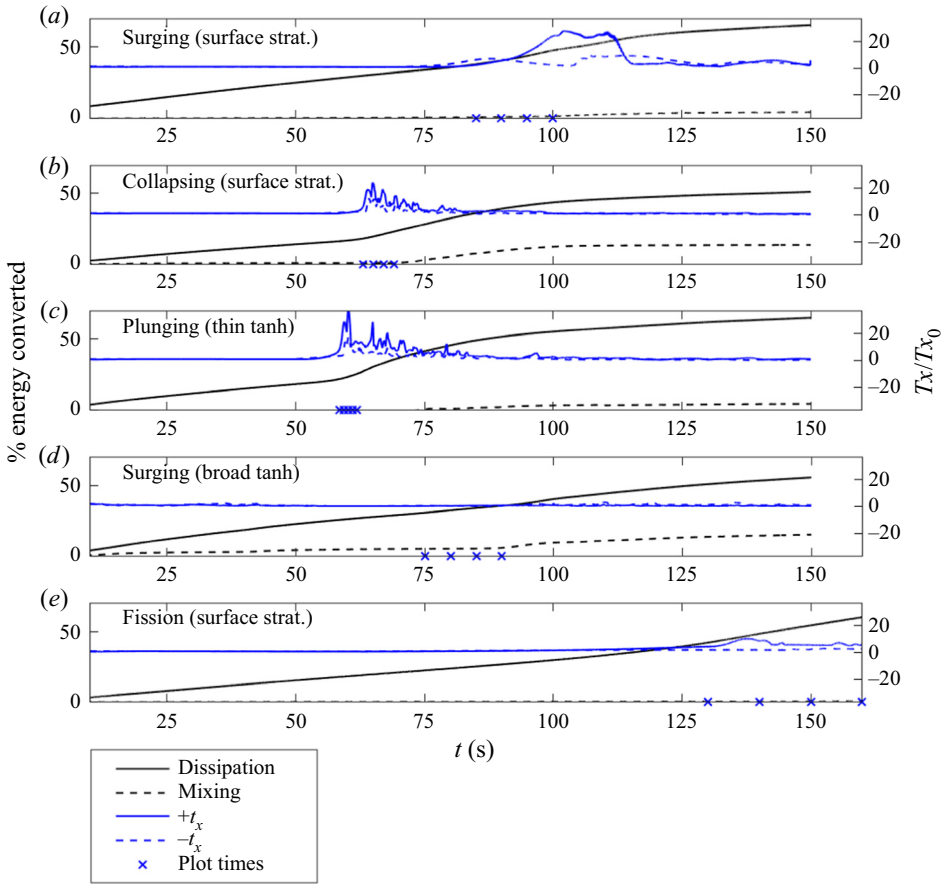 (a)
Surging (surface strat.)
50
0
20
0
–20
25 50 75 100 125 150
(b)
Collapsing (surface strat.)
50
0
20
0
–20
25 50 75 100 125 150
(c)
Plunging (thin tanh)
50
0
20
0
–20
25 50 75 100 125 150
% energy converted
Tx/Tx0
(d)
Surging (broad tanh)
50
0
20
0
–20
25 50 75 100 125 150
(e)
Fission (surface strat.)
50
0
20
0
–20
25 50 75 100 125 150
t (s)
Dissipation
Mixing
+tx
–tx
Plot times